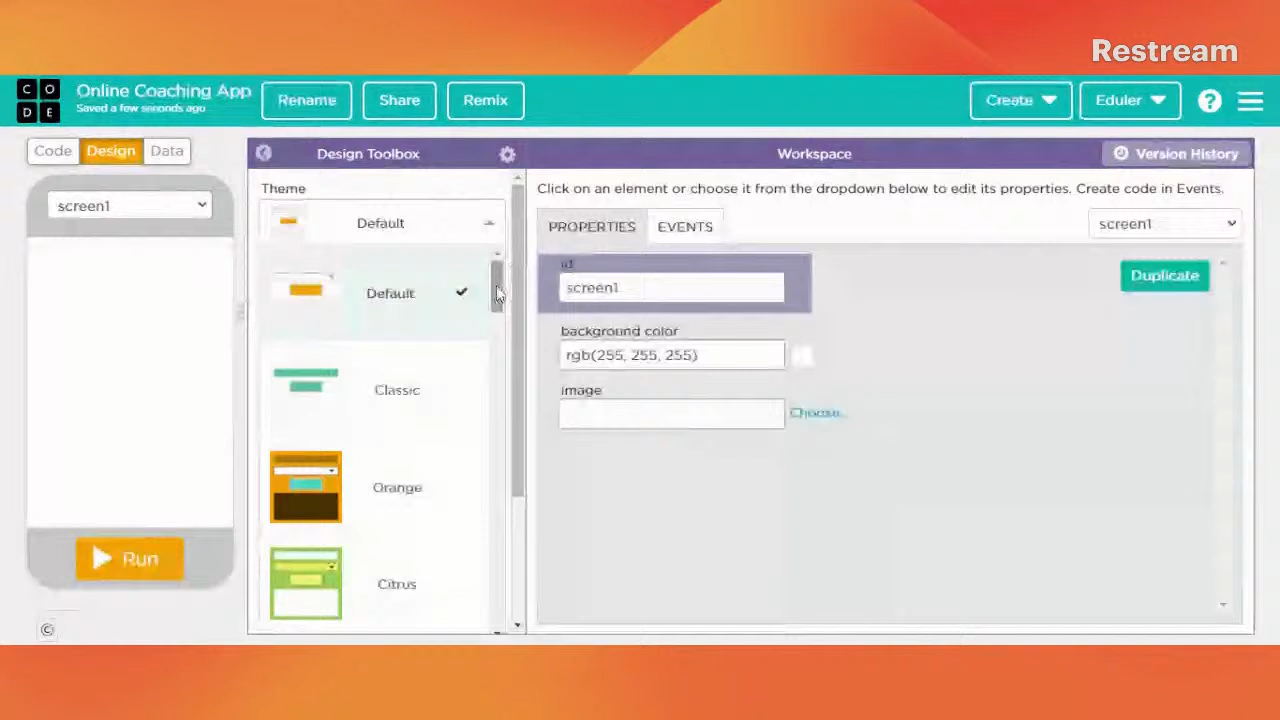 Restream
CODE
Online Coaching App
Saved a few seconds ago
Rename
Share
Remix
Create
Eduler
?
Code
Design
Data
screen1
Run
©
Design Toolbox
Theme
Default
Default
Classic
Orange
Citrus
Workspace
Version History
Click on an element or choose it from the dropdown below to edit its properties. Create code in Events.
PROPERTIES
EVENTS
screen1
id
screen1
Duplicate
background color
rgb(255, 255, 255)
image
Choose...